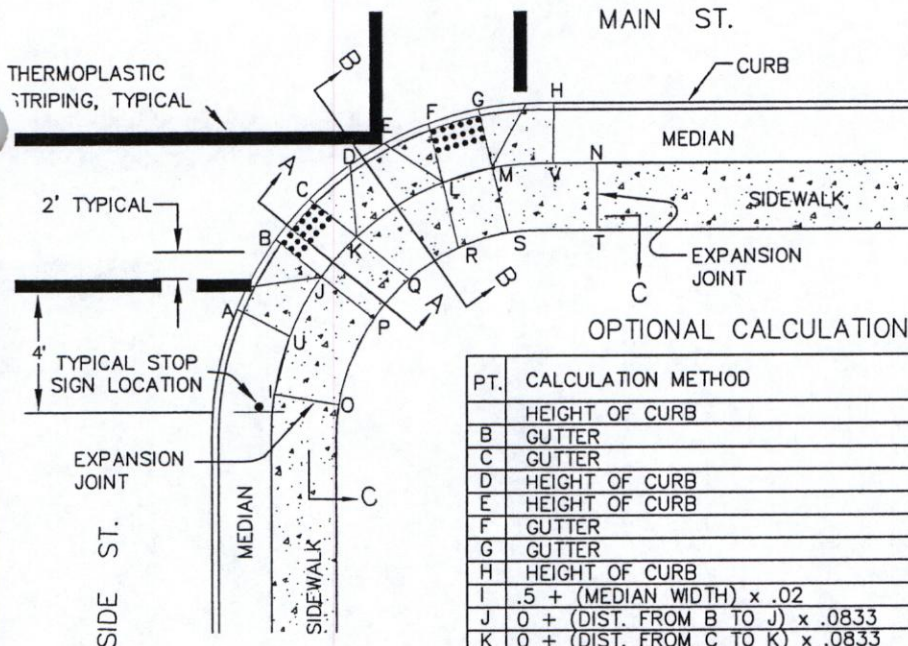 MAIN ST.
THERMOPLASTIC
STRIPING, TYPICAL
CURB
B
H
G
F
E
MEDIAN
D
A
C
N
L
M
V
2' TYPICAL
B
K
SIDEWALK
R
S
T
J
Q
B
EXPANSION
JOINT
A
P
C
A
4'
U
TYPICAL STOP
SIGN LOCATION
I
O
EXPANSION
JOINT
C
MEDIAN
SIDEWALK
SIDE ST.
OPTIONAL CALCULATION
PT. CALCULATION METHOD
HEIGHT OF CURB
B GUTTER
C GUTTER
D HEIGHT OF CURB
E HEIGHT OF CURB
F GUTTER
G GUTTER
H HEIGHT OF CURB
I .5 + (MEDIAN WIDTH) x .02
J 0 + (DIST. FROM B TO J) x .0833
K 0 + (DIST. FROM C TO K) x .0833